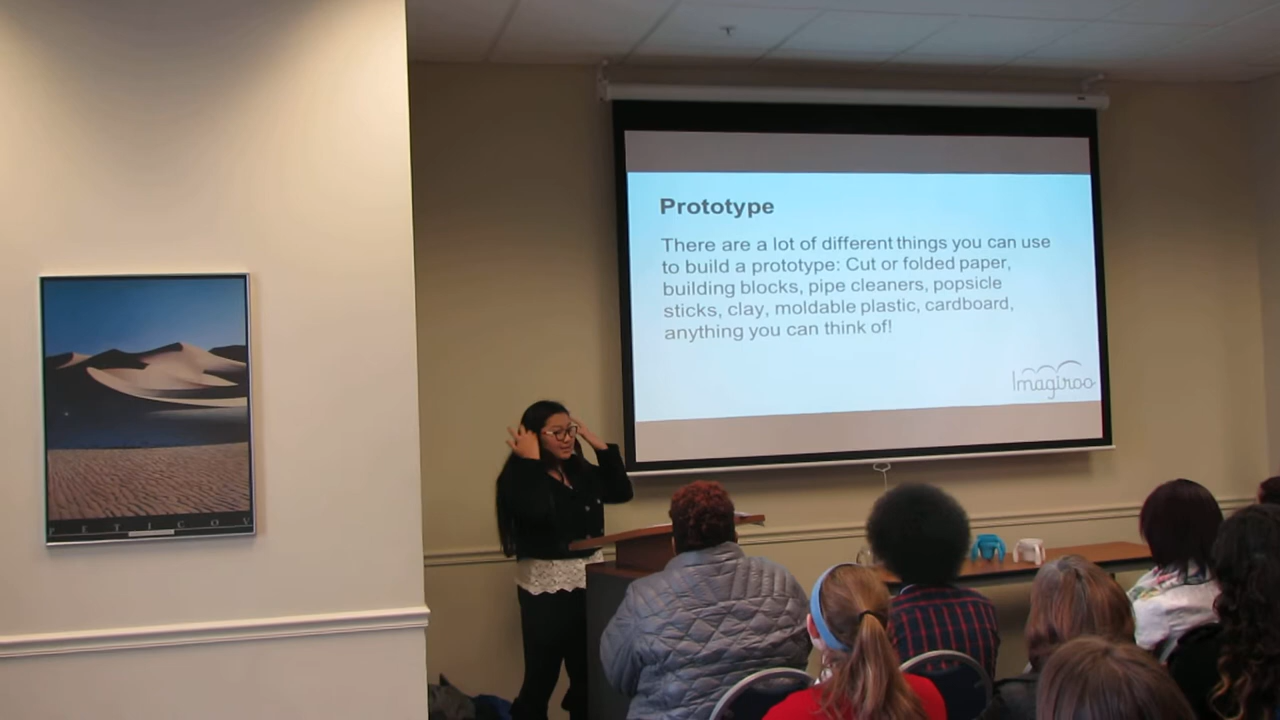 Prototype
There are a lot of different things you can use
to build a prototype: Cut or folded paper,
building blocks, pipe cleaners, popsicle
sticks, clay, moldable plastic, cardboard,
anything you can think of!
Imagiroo
PETICOV